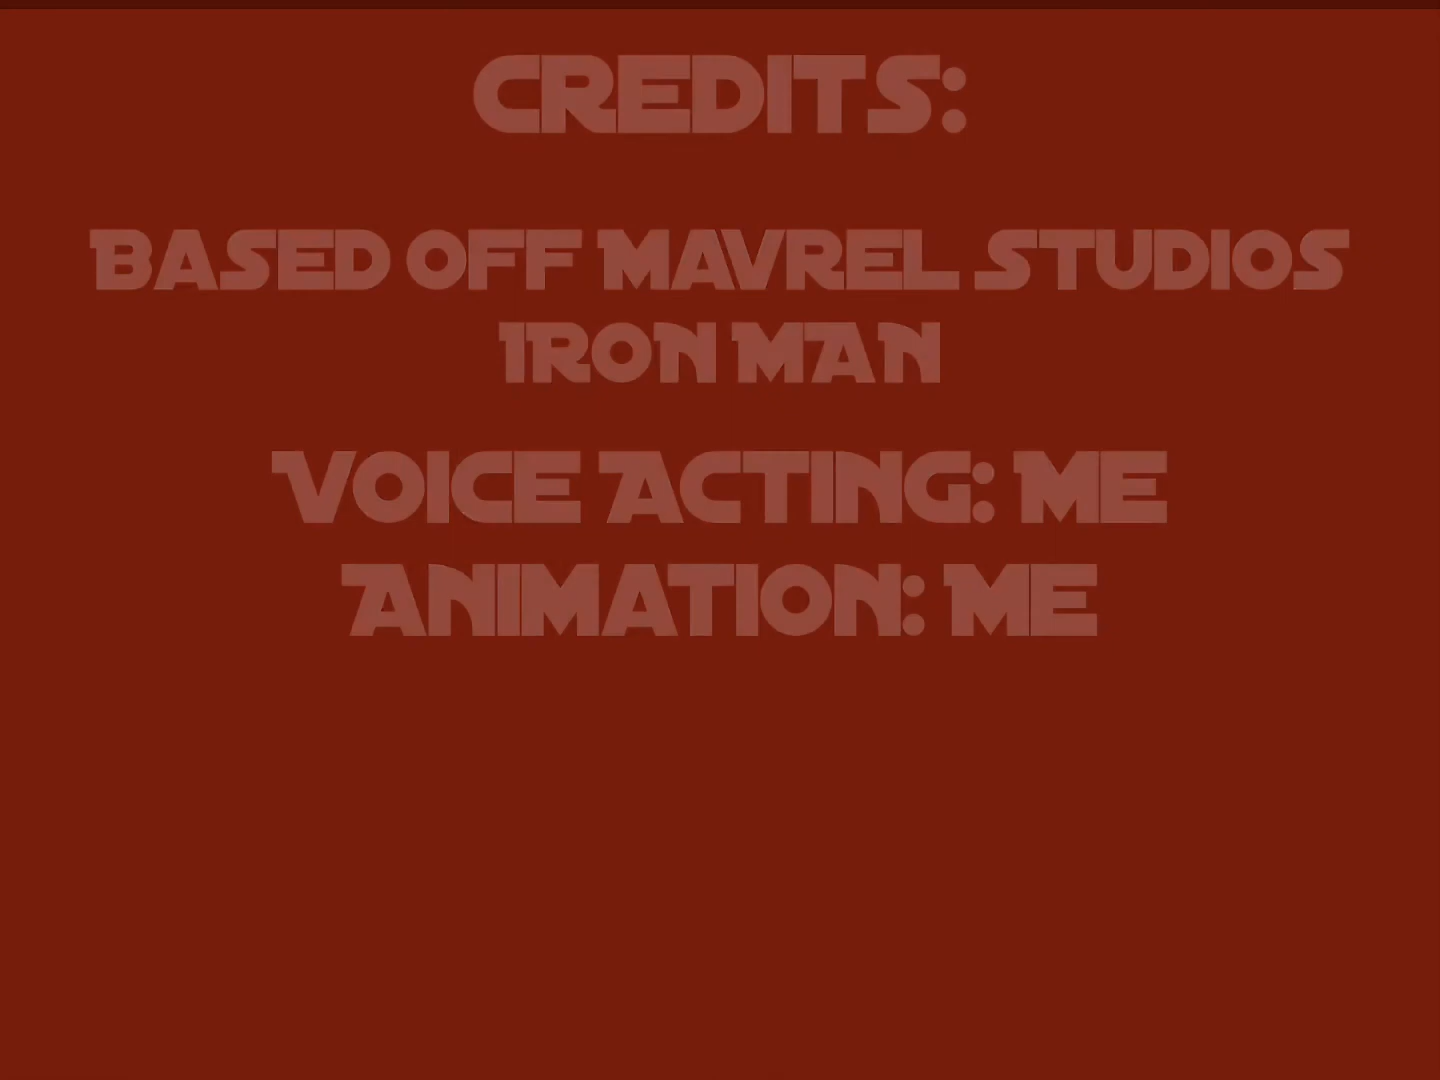 CREDITS:
BASED OFF MAVREL STUDIOS
IRON MAN
VOICE ACTING: ME
ANIMATION: ME